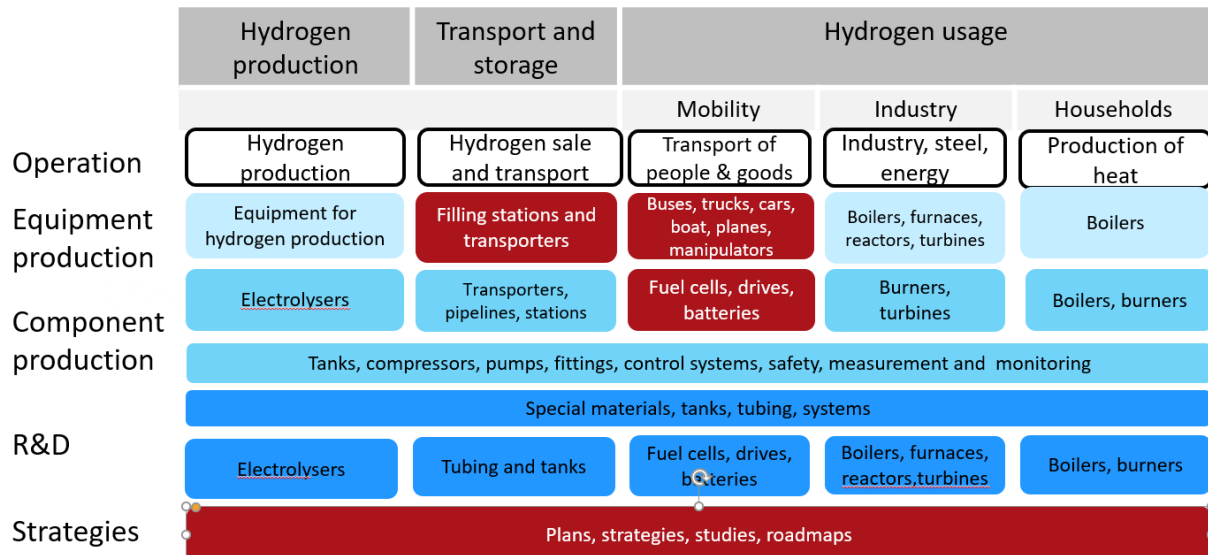 Hydrogen
production
Transport and
storage
Hydrogen usage
Mobility
Industry
Households
Operation
Hydrogen
production
Hydrogen sale
and transport
Transport of
people & goods
Industry, steel,
energy
Production of
heat
Equipment
production
Equipment for
hydrogen production
Filling stations and
transporters
Buses, trucks, cars,
boat, planes,
manipulators
Boilers, furnaces,
reactors, turbines
Boilers
Component
production
Electrolysers
Transporters,
pipelines, stations
Fuel cells, drives,
batteries
Burners,
turbines
Boilers, burners
Tanks, compressors, pumps, fittings, control systems, safety, measurement and monitoring
R&D
Special materials, tanks, tubing, systems
Electrolysers
Tubing and tanks
Fuel cells, drives,
batteries
Boilers, furnaces,
reactors,turbines
Boilers, burners
Strategies
Plans, strategies, studies, roadmaps